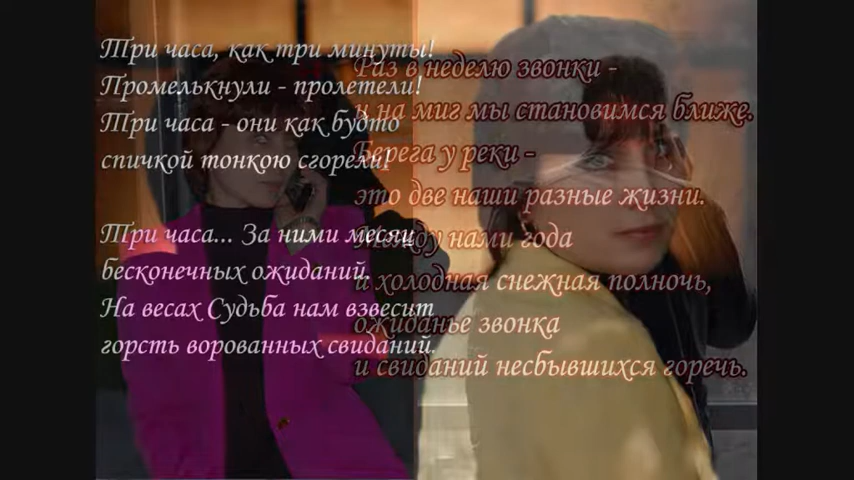 Три часа, как три минуты!
Промелькнули - пролетели!
Три часа - они как будто
спичкой тонкою сгорели!
Три часа... За ними месяц
бесконечных ожиданий.
На весах Судьба нам взвесит
горсть ворованных свиданий.
Раз в неделю звонки -
и на миг мы становимся ближе.
Берега у реки -
это две наши разные жизни.
Между нами года
и холодная снежная полночь,
ожиданье звонка
и свиданий несбывшихся горечь.